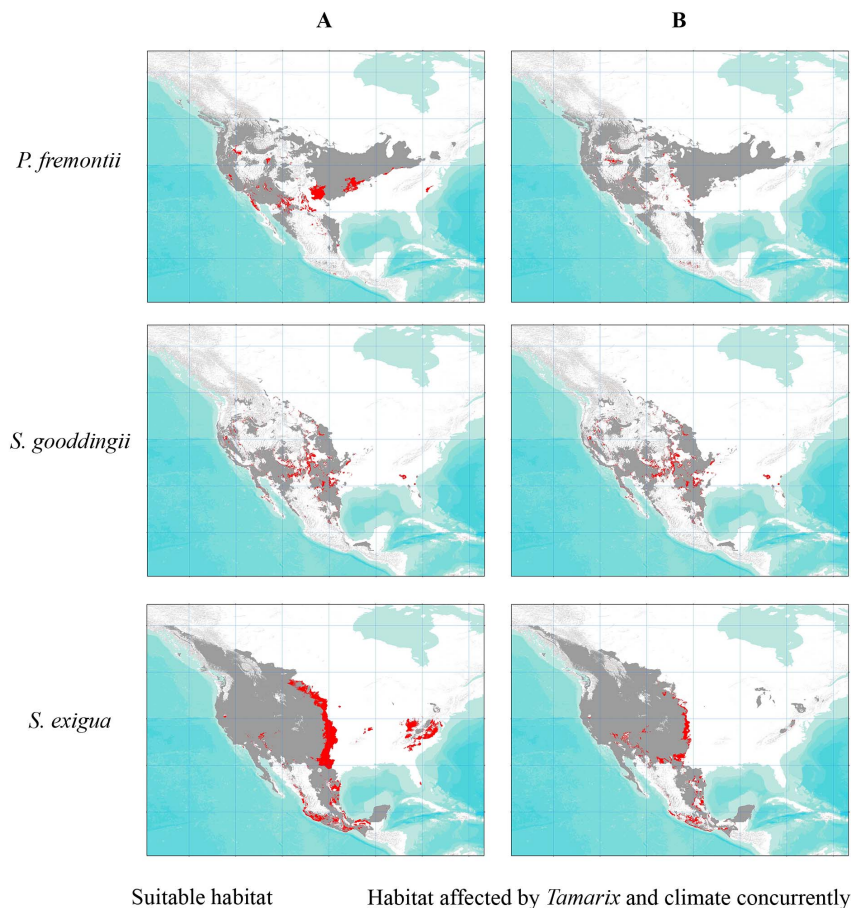 A B
P. fremontii
S. gooddingii
S. exigua
Suitable habitat Habitat affected by Tamarix and climate concurrently